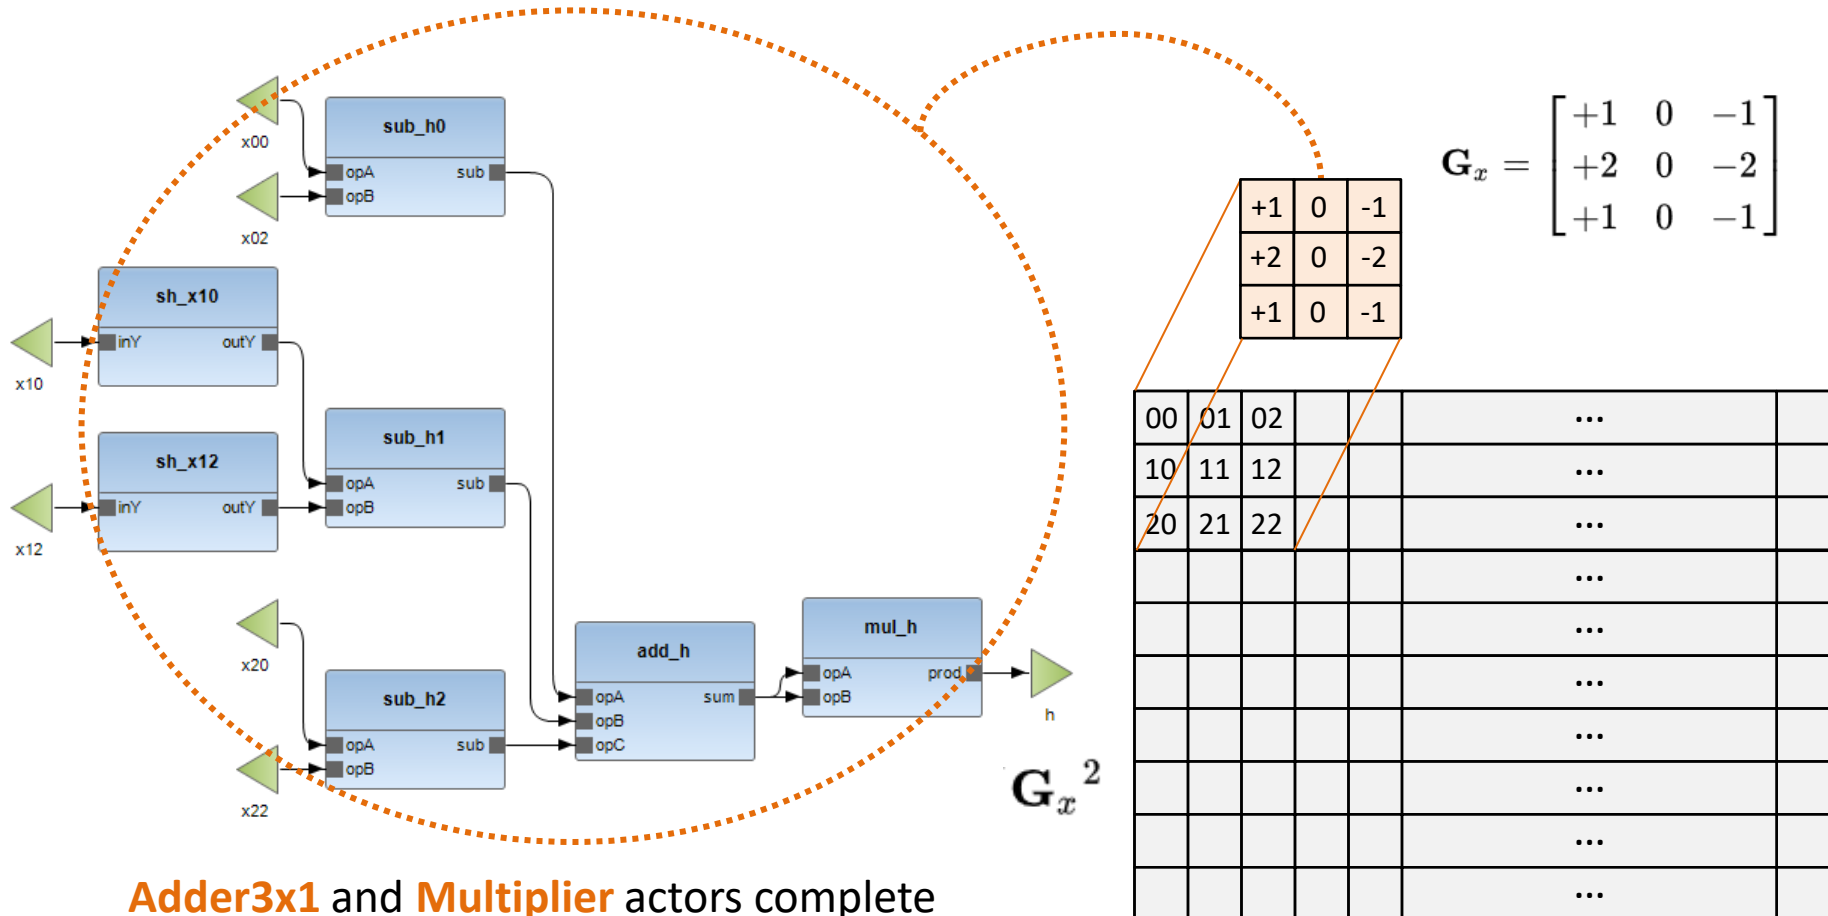 x00
x02
sub_h0
opA sub
opB
sh_x10
inY outY
x10
sh_x12
inY outY
x12
sub_h1
opA sub
opB
x20
x22
sub_h2
opA sub
opB
add_h
opA sum
opB
opC
mul_h
opA prod
opB
h
𝐆ₓ²
+1 0 -1
+2 0 -2
+1 0 -1
𝐆ₓ = [+1 0 −1
+2 0 −2
+1 0 −1]
00 01 02 ...
10 11 12 ...
20 21 22 ...
...
...
...
...
...
...
...
Adder3x1 and Multiplier actors complete